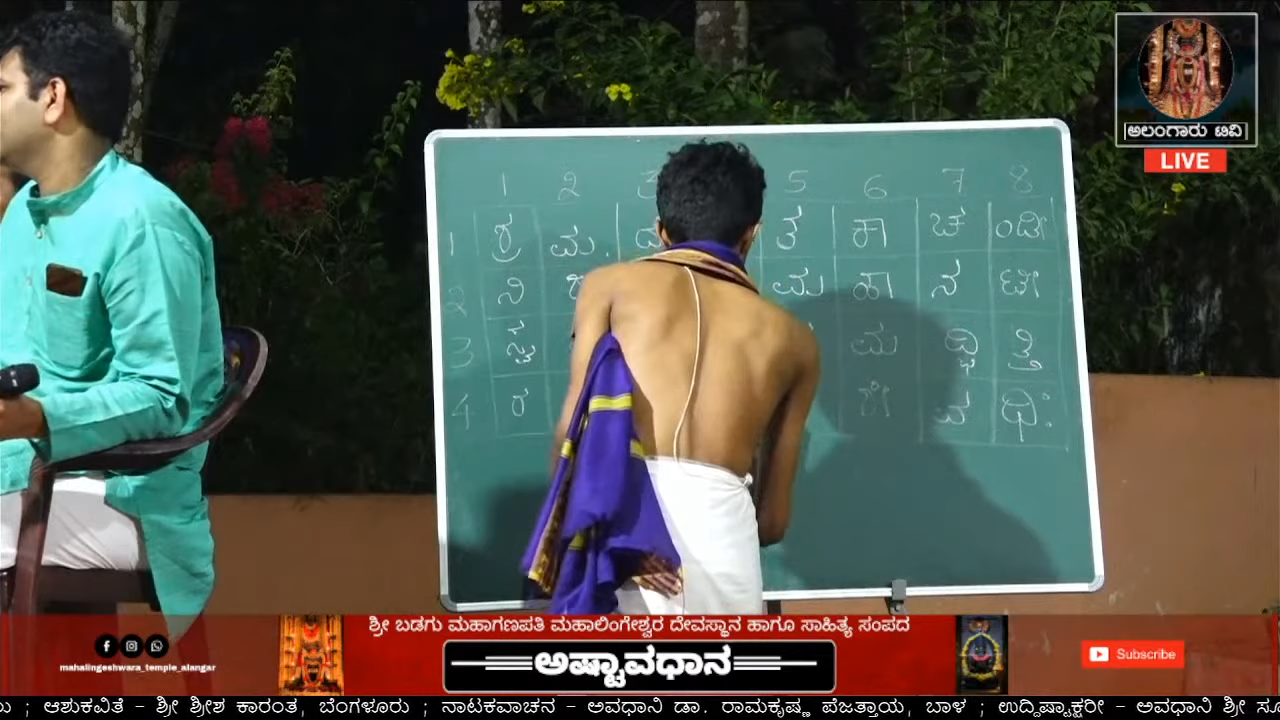 ಅಲಂಗಾರು ಟಿವಿ
LIVE
1 2 3 5 6 7 8
1 ಶ್ರ ಮ ದ ತ ಕಾ ಚ ಂಡೀ
2 ನಿ ಮ ಹಾ ನ ಟೀ
3 ಮ ತ್ತಿ
4 ರ ಮ ಧಿಃ
ಶ್ರೀ ಬಡಗು ಮಹಾಗಣಪತಿ ಮಹಾಲಿಂಗೇಶ್ವರ ದೇವಸ್ಥಾನ ಹಾಗೂ ಸಾಹಿತ್ಯ ಸಂಪದ
ಅಷ್ಟಾವಧಾನ
mahalingeshwara_temple_alangar
Subscribe
; ಆಶುಕವಿತೆ - ಶ್ರೀ ಶ್ರೀಶ ಕಾರಂತ, ಬೆಂಗಳೂರು ; ನಾಟಕವಾಚನ - ಅವಧಾನಿ ಡಾ. ರಾಮಕೃಷ್ಣ ಪೆಜತ್ತಾಯ, ಬಾಳ ; ಉದ್ದಿಷ್ಟಾಕ್ಷರೀ - ಅವಧಾನಿ ಶ್ರೀ